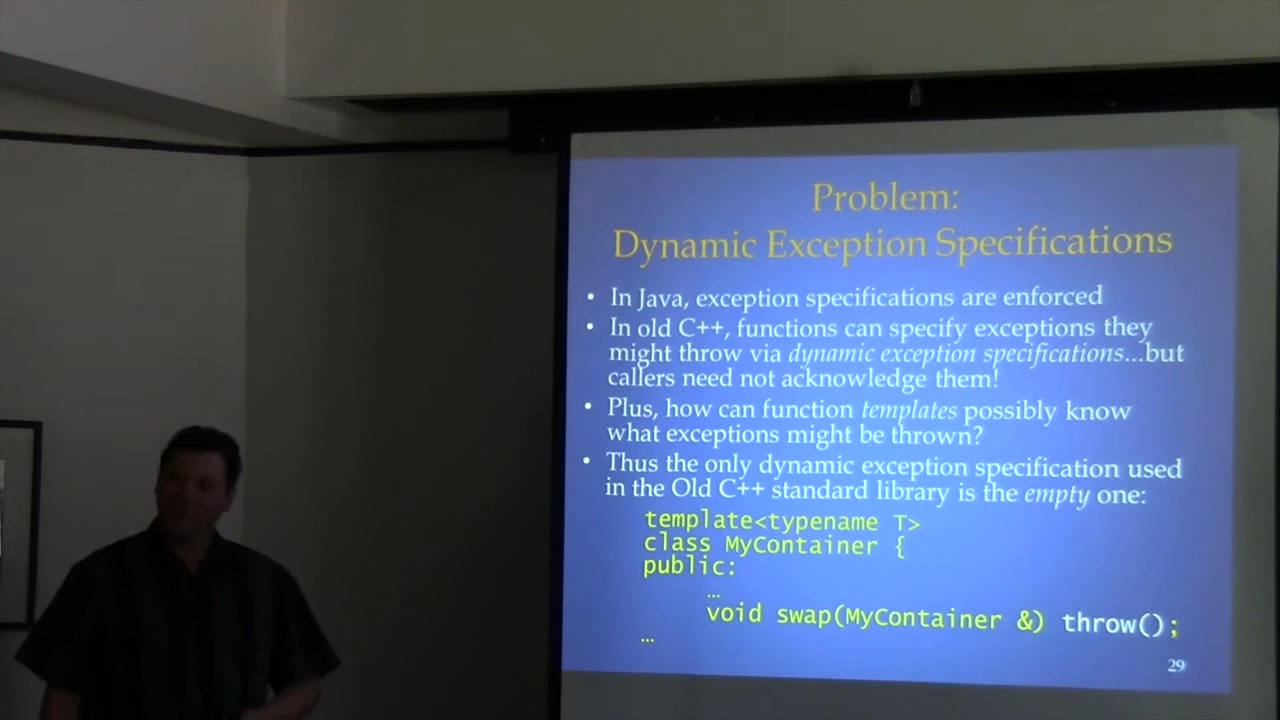 Problem:
Dynamic Exception Specifications
• In Java, exception specifications are enforced
• In old C++, functions can specify exceptions they
might throw via dynamic exception specifications...but
callers need not acknowledge them!
• Plus, how can function templates possibly know
what exceptions might be thrown?
• Thus the only dynamic exception specification used
in the Old C++ standard library is the empty one:
template<typename T>
class MyContainer {
public:
…
void swap(MyContainer &) throw();
…
29